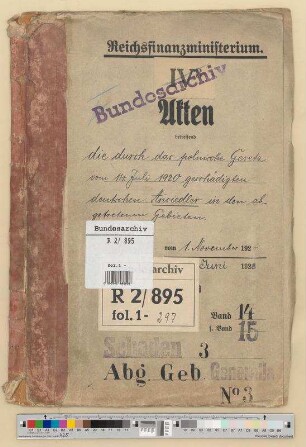 Reichsfinanzministerium.
IV
Bundesarchiv
Akten
betreffend
die durch das polnische Gesetz
vom 14. Juli 1920 geschädigten
deutschen Ansiedler in den ab-
getretenen Gebieten
Bundesarchiv
R 2/ 895
fol.1 -
vom 1. November 192
archiv
Juni 1928
R 2/895
fol. 1- 297
Band 14
f. Band 15
Schaden 3
Abg. Geb. Generalia
No 3